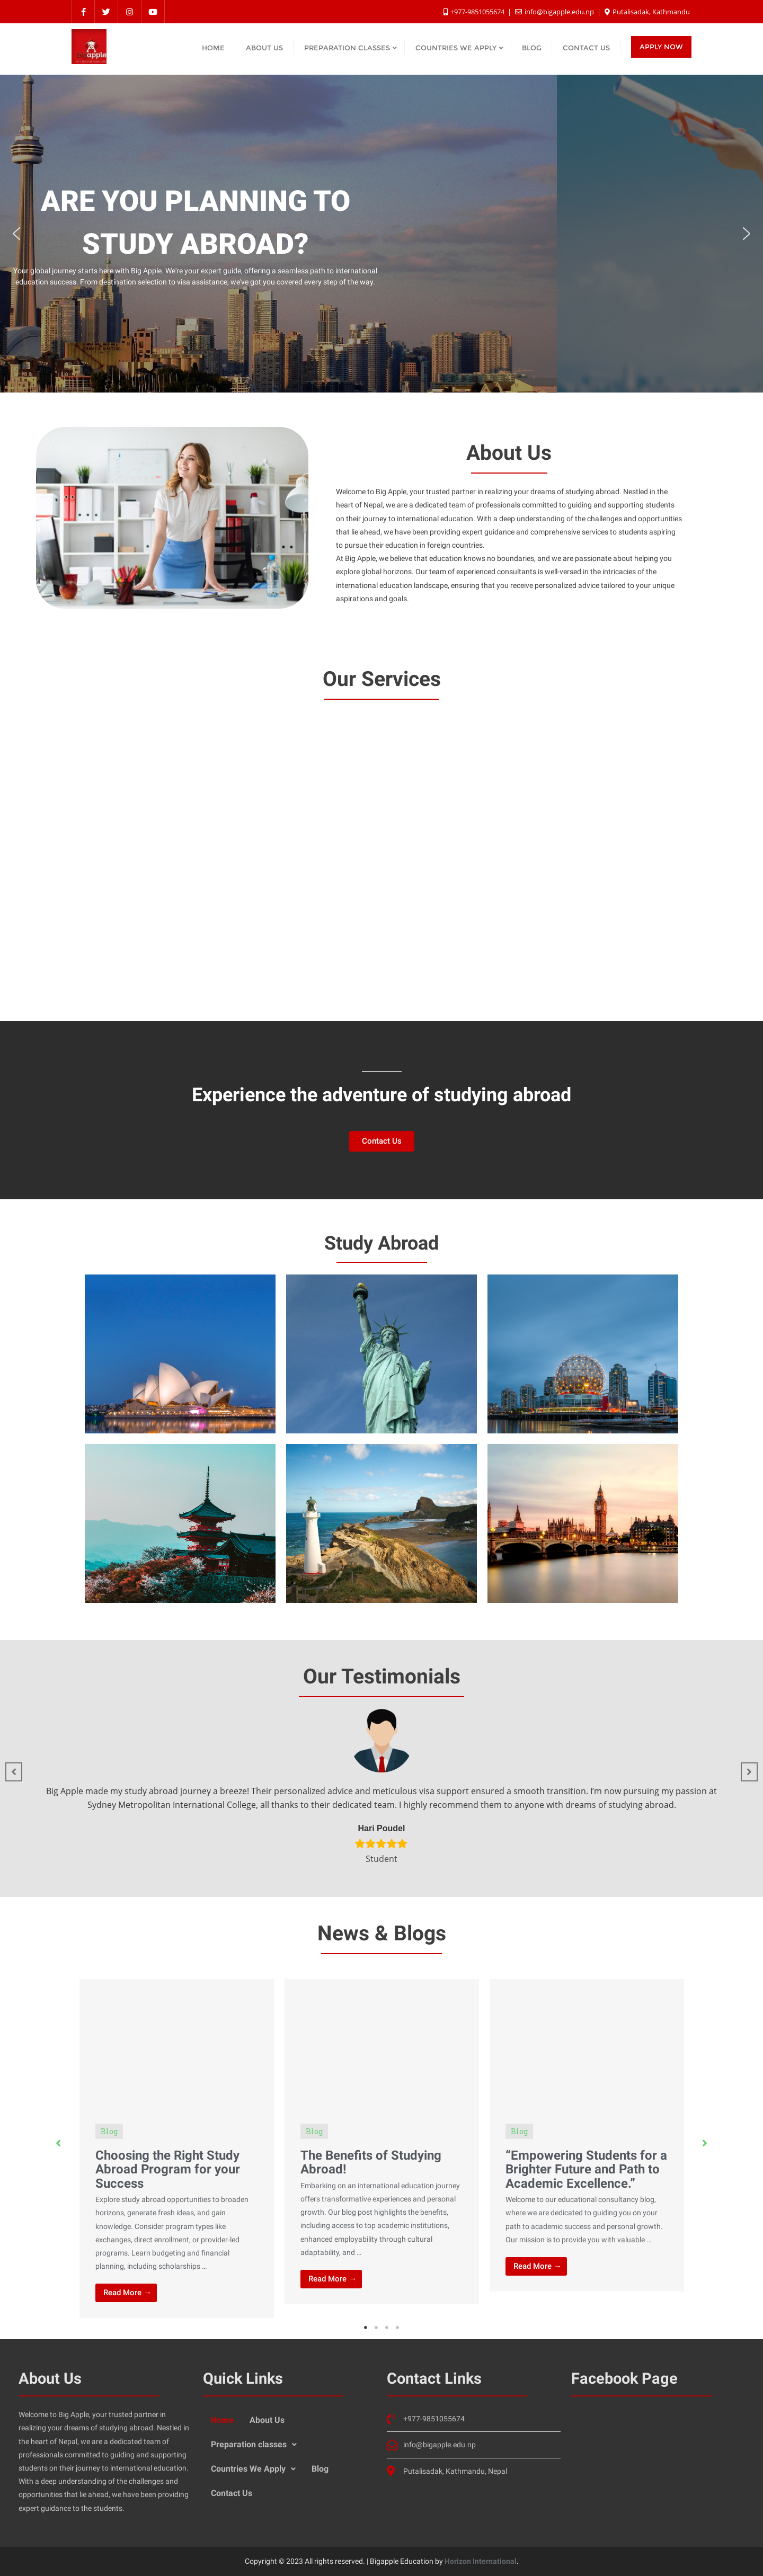 +977-9851055674 | info@bigapple.edu.np | Putalisadak, Kathmandu
bigapple
HOME ABOUT US PREPARATION CLASSES COUNTRIES WE APPLY BLOG CONTACT US APPLY NOW
ARE YOU PLANNING TO
STUDY ABROAD?
Your global journey starts here with Big Apple. We're your expert guide, offering a seamless path to international
education success. From destination selection to visa assistance, we've got you covered every step of the way.
About Us
Welcome to Big Apple, your trusted partner in realizing your dreams of studying abroad. Nestled in the
heart of Nepal, we are a dedicated team of professionals committed to guiding and supporting students
on their journey to international education. With a deep understanding of the challenges and opportunities
that lie ahead, we have been providing expert guidance and comprehensive services to students aspiring
to pursue their education in foreign countries.
At Big Apple, we believe that education knows no boundaries, and we are passionate about helping you
explore global horizons. Our team of experienced consultants is well-versed in the intricacies of the
international education landscape, ensuring that you receive personalized advice tailored to your unique
aspirations and goals.
Our Services
Experience the adventure of studying abroad
Contact Us
Study Abroad
Our Testimonials
Big Apple made my study abroad journey a breeze! Their personalized advice and meticulous visa support ensured a smooth transition. I'm now pursuing my passion at
Sydney Metropolitan International College, all thanks to their dedicated team. I highly recommend them to anyone with dreams of studying abroad.
Hari Poudel
Student
News & Blogs
Blog
Choosing the Right Study
Abroad Program for your
Success
Explore study abroad opportunities to broaden
horizons, generate fresh ideas, and gain
knowledge. Consider program types like
exchanges, direct enrollment, or provider-led
programs. Learn budgeting and financial
planning, including scholarships ...
Read More →
Blog
The Benefits of Studying
Abroad!
Embarking on an international education journey
offers transformative experiences and personal
growth. Our blog post highlights the benefits,
including access to top academic institutions,
enhanced employability through cultural
adaptability, and ...
Read More →
Blog
“Empowering Students for a
Brighter Future and Path to
Academic Excellence.”
Welcome to our educational consultancy blog,
where we are dedicated to guiding you on your
path to academic success and personal growth.
Our mission is to provide you with valuable ...
Read More →
About Us
Welcome to Big Apple, your trusted partner in
realizing your dreams of studying abroad. Nestled in
the heart of Nepal, we are a dedicated team of
professionals committed to guiding and supporting
students on their journey to international education.
With a deep understanding of the challenges and
opportunities that lie ahead, we have been providing
expert guidance to the students.
Quick Links
Home About Us
Preparation classes
Countries We Apply Blog
Contact Us
Contact Links
+977-9851055674
info@bigapple.edu.np
Putalisadak, Kathmandu, Nepal
Facebook Page
Copyright © 2023 All rights reserved. | Bigapple Education by Horizon International.